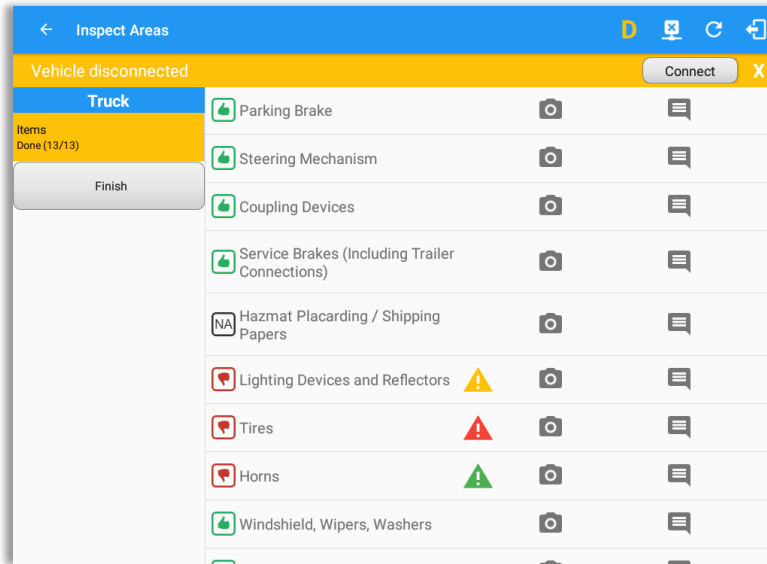 Inspect Areas
D
Vehicle disconnected
Connect
X
Truck
Items
Done (13/13)
Finish
Parking Brake
Steering Mechanism
Coupling Devices
Service Brakes (Including Trailer
Connections)
NA
Hazmat Placarding / Shipping
Papers
Lighting Devices and Reflectors
Tires
Horns
Windshield, Wipers, Washers